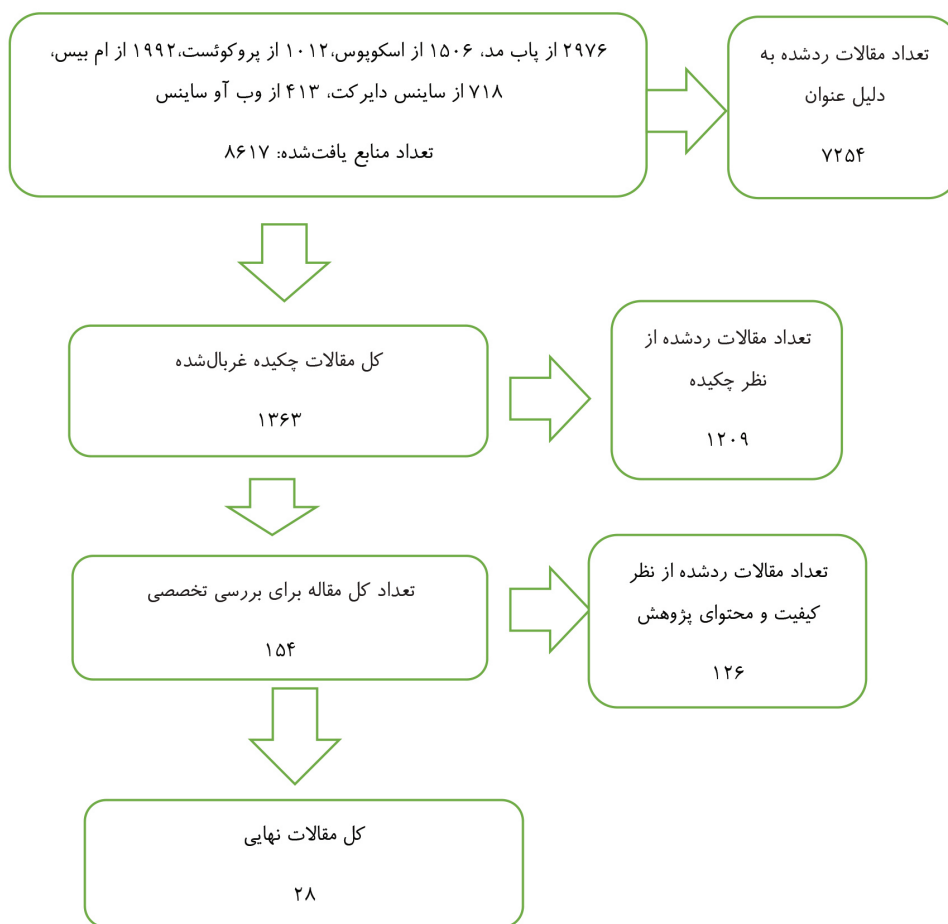 ۲۹۷۶ از پاب مد، ۱۵۰۶ از اسکوپوس،۱۰۱۲ از پروکوئست،۱۹۹۲ از ام بیس،
۷۱۸ از ساینس دایرکت، ۴۱۳ از وب آو ساینس
تعداد منابع یافت‌شده: ۸۶۱۷
تعداد مقالات ردشده به
دلیل عنوان
۷۲۵۴
کل مقالات چکیده غربال‌شده
۱۳۶۳
تعداد مقالات ردشده از
نظر چکیده
۱۲۰۹
تعداد کل مقاله برای بررسی تخصصی
۱۵۴
تعداد مقالات ردشده از نظر
کیفیت و محتوای پژوهش
۱۲۶
کل مقالات نهایی
۲۸